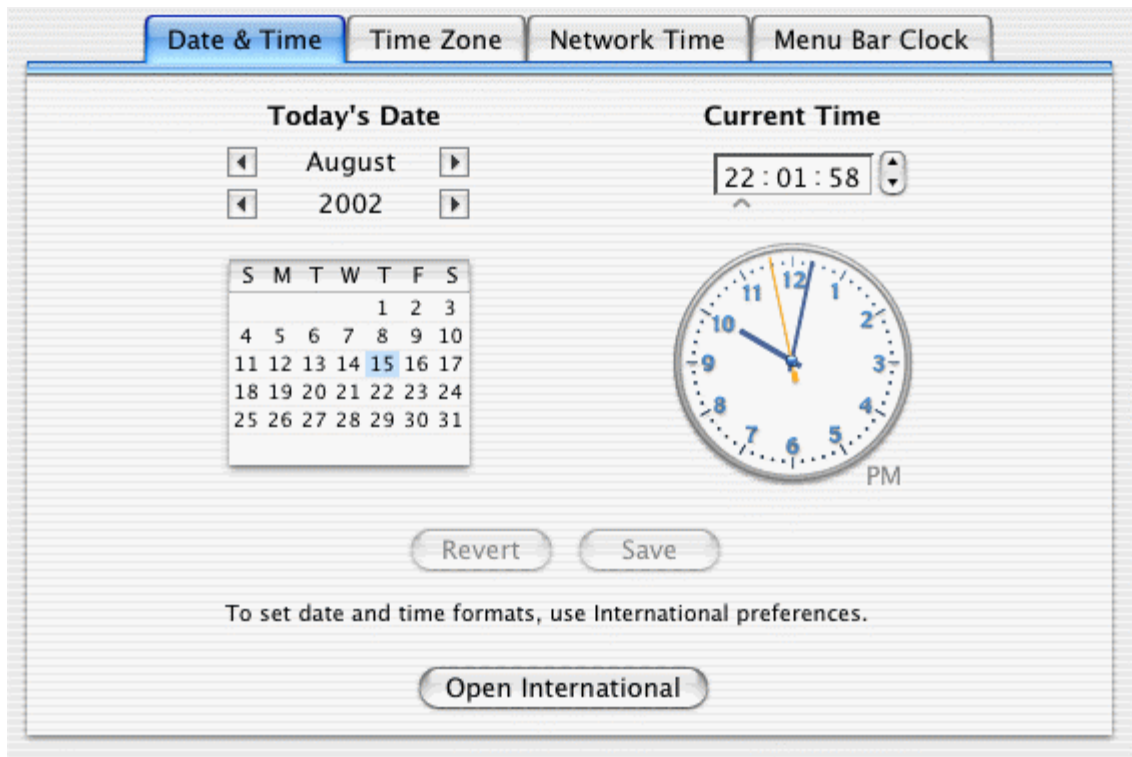 Date & Time Time Zone Network Time Menu Bar Clock
Today's Date
August
2002
S M T W T F S
1 2 3
4 5 6 7 8 9 10
11 12 13 14 15 16 17
18 19 20 21 22 23 24
25 26 27 28 29 30 31
Current Time
22:01:58
12
1
2
3
4
5
6
7
8
9
10
11
PM
Revert Save
To set date and time formats, use International preferences.
Open International